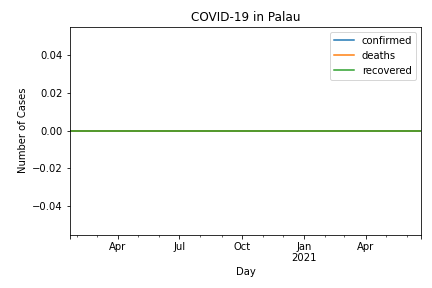 COVID-19 in Palau
confirmed
deaths
recovered
0.04
0.02
0.00
−0.02
−0.04
Number of Cases
Apr
Jul
Oct
Jan
2021
Apr
Day